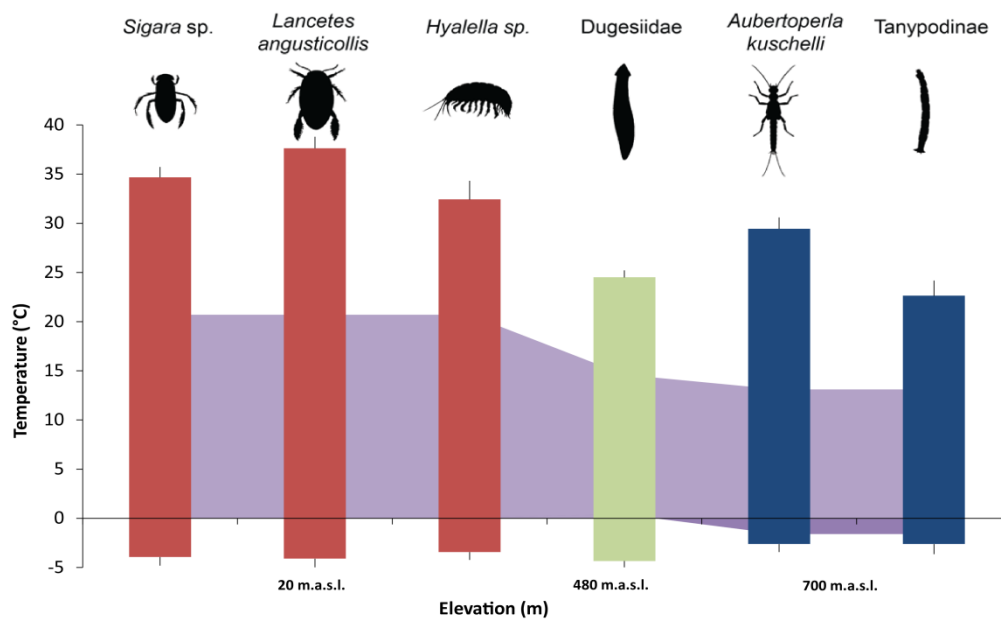 Sigara sp.
Lancetes
angusticollis
Hyalella sp.
Dugesiidae
Aubertoperla
kuschelli
Tanypodinae
40
35
30
25
20
15
10
5
0
-5
Temperature (°C)
20 m.a.s.l.
480 m.a.s.l.
700 m.a.s.l.
Elevation (m)